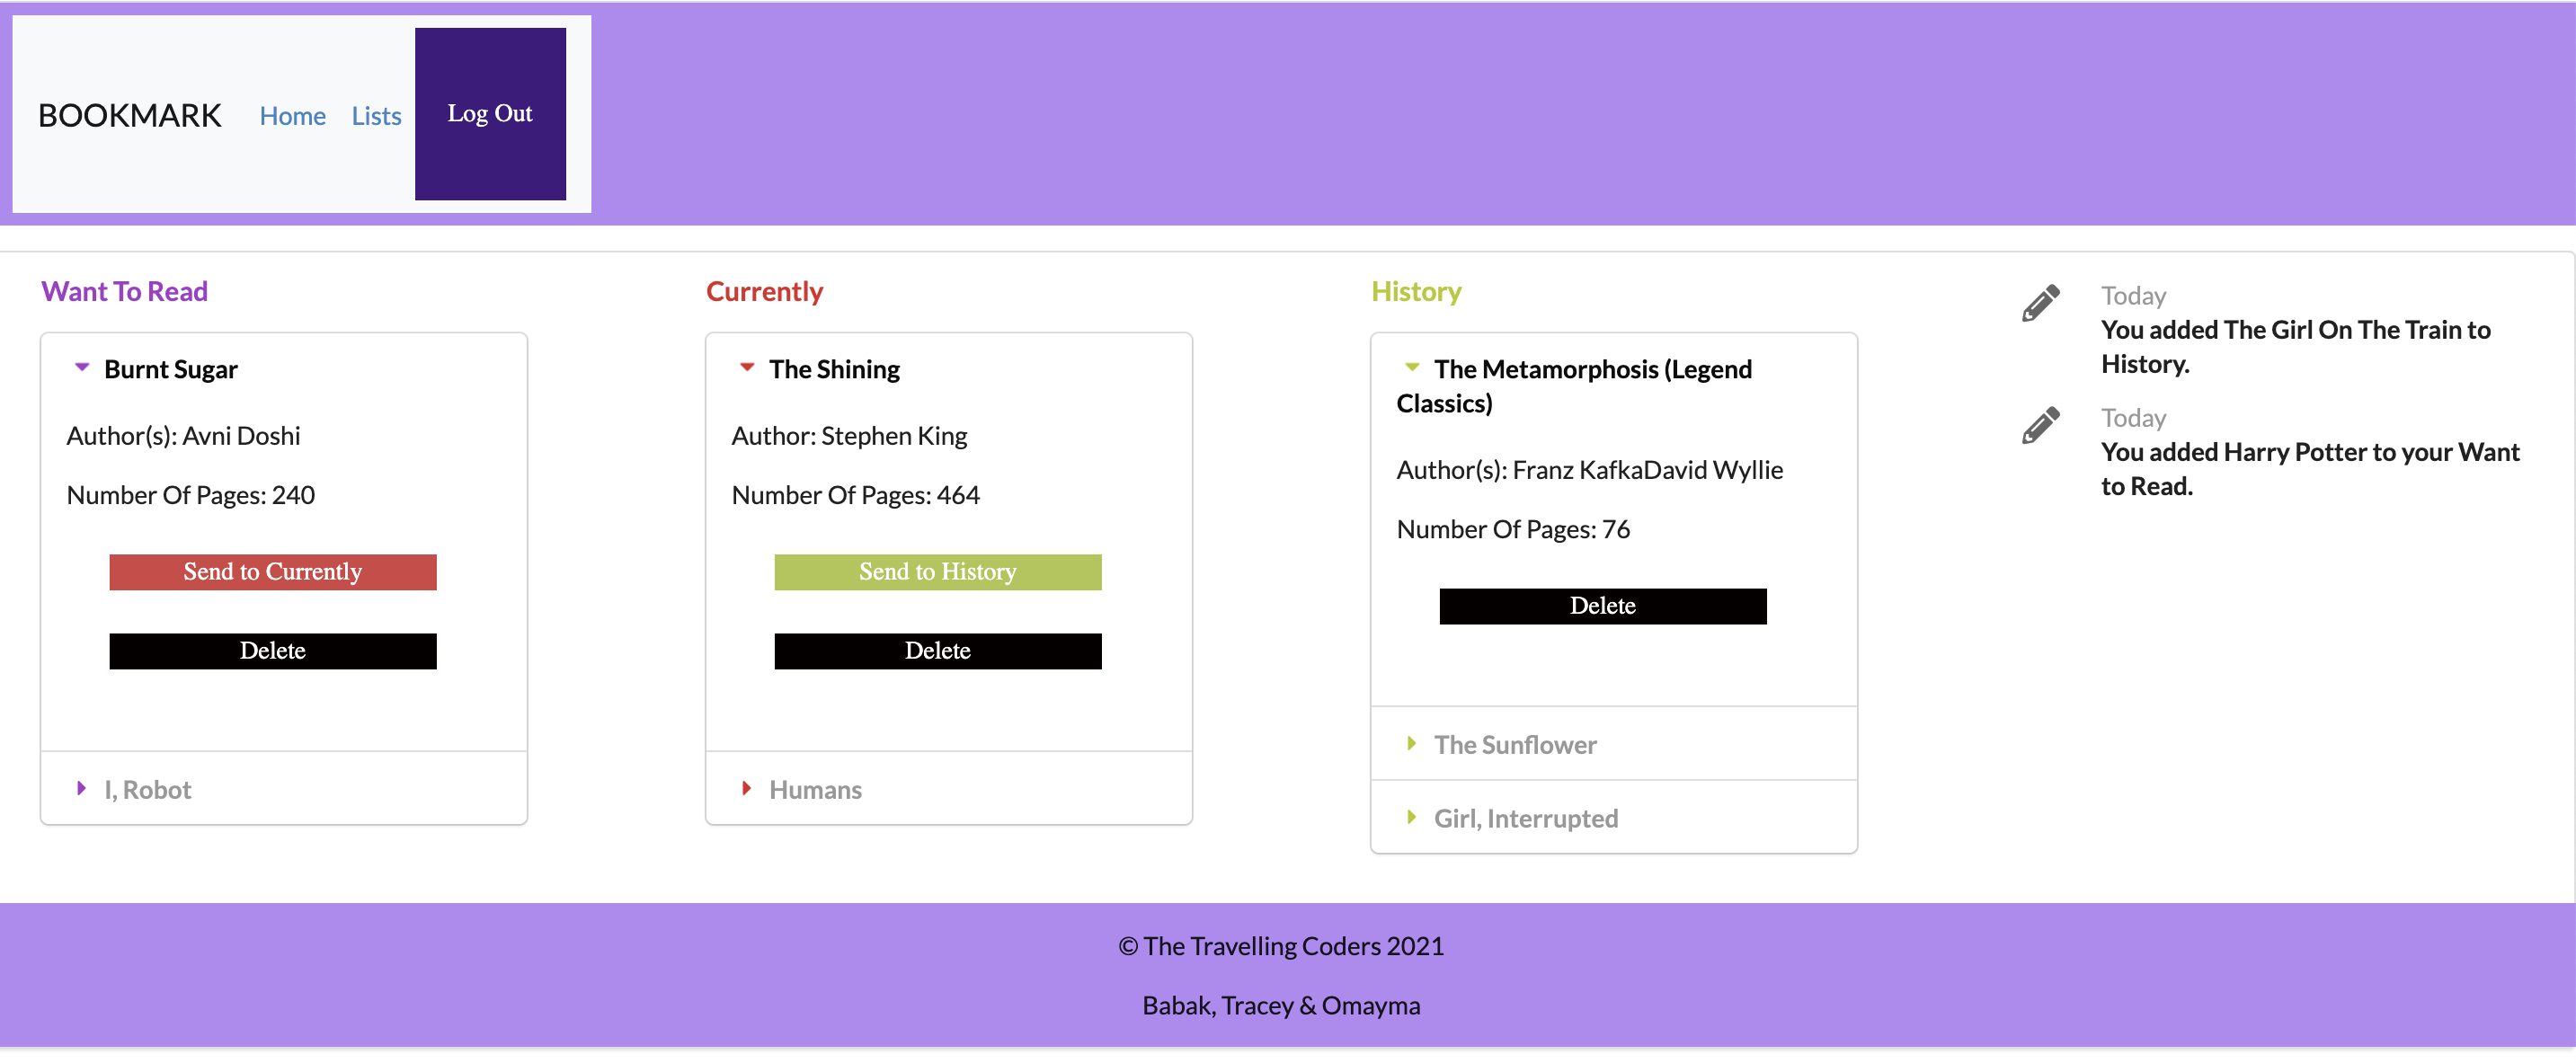 BOOKMARK Home Lists Log Out
Want To Read
Burnt Sugar
Author(s): Avni Doshi
Number Of Pages: 240
Send to Currently
Delete
I, Robot
Currently
The Shining
Author: Stephen King
Number Of Pages: 464
Send to History
Delete
Humans
History
The Metamorphosis (Legend
Classics)
Author(s): Franz KafkaDavid Wyllie
Number Of Pages: 76
Delete
The Sunflower
Girl, Interrupted
Today
You added The Girl On The Train to
History.
Today
You added Harry Potter to your Want
to Read.
© The Travelling Coders 2021
Babak, Tracey & Omayma